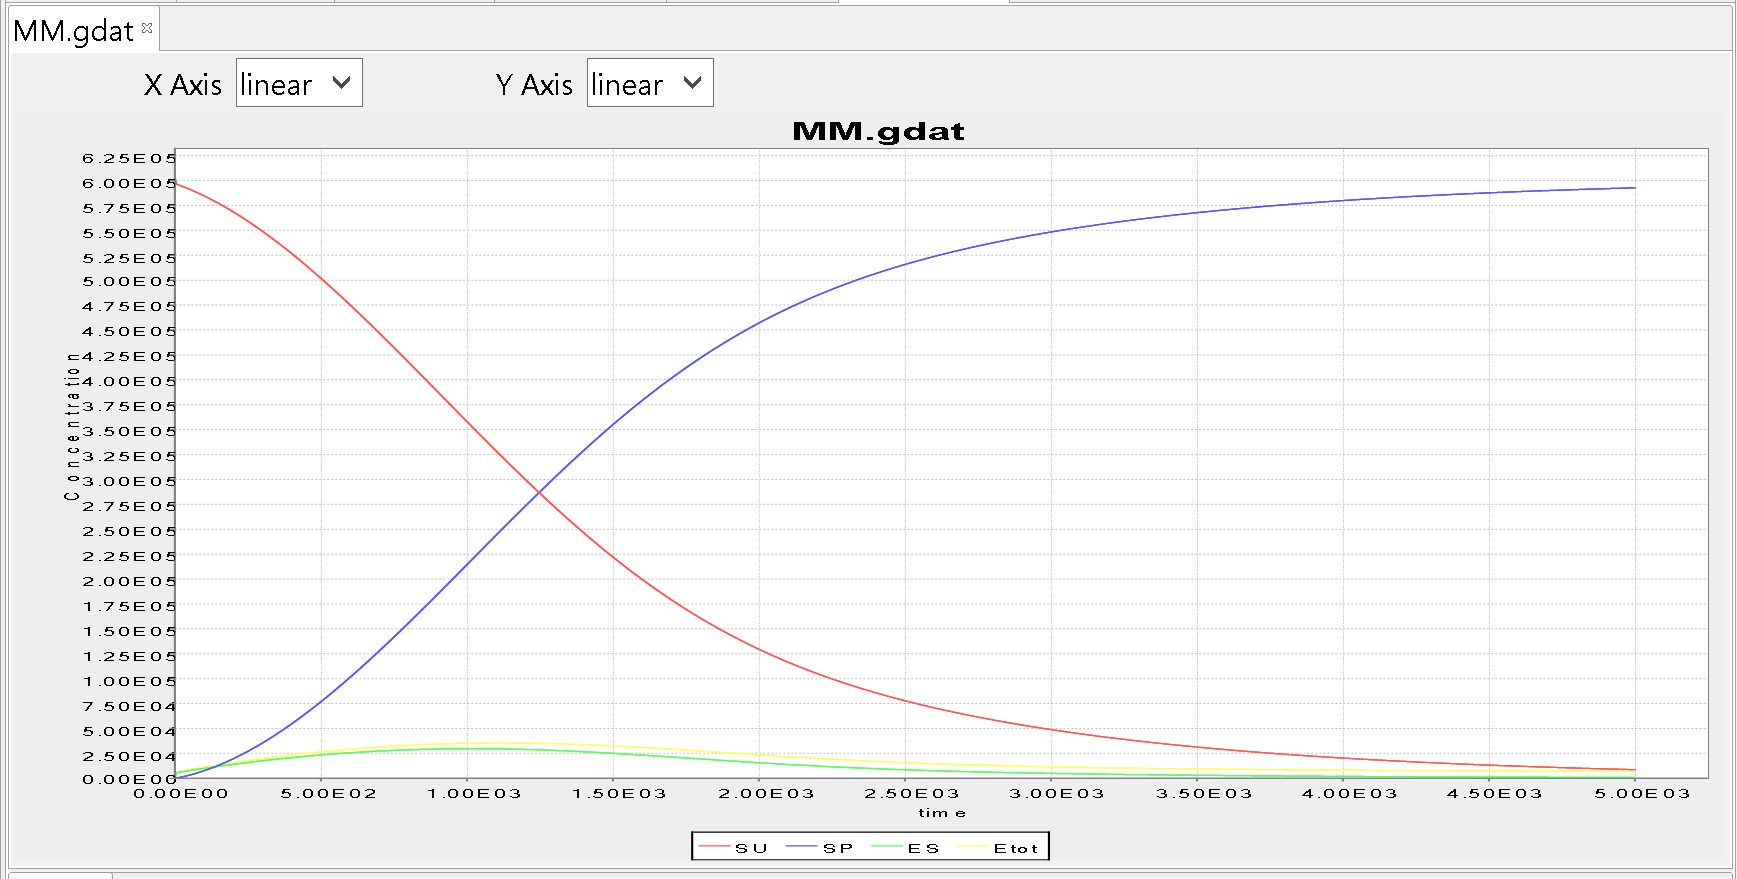 MM.gdat
X Axis linear Y Axis linear
MM.gdat
6.25E05
6.00E05
5.75E05
5.50E05
5.25E05
5.00E05
4.75E05
4.50E05
4.25E05
4.00E05
3.75E05
3.50E05
3.25E05
3.00E05
2.75E05
2.50E05
2.25E05
2.00E05
1.75E05
1.50E05
1.25E05
1.00E05
7.50E04
5.00E04
2.50E04
0.00E00
Concentration
0.00E00 5.00E02 1.00E03 1.50E03 2.00E03 2.50E03 3.00E03 3.50E03 4.00E03 4.50E03 5.00E03
time
SU SP ES Etot